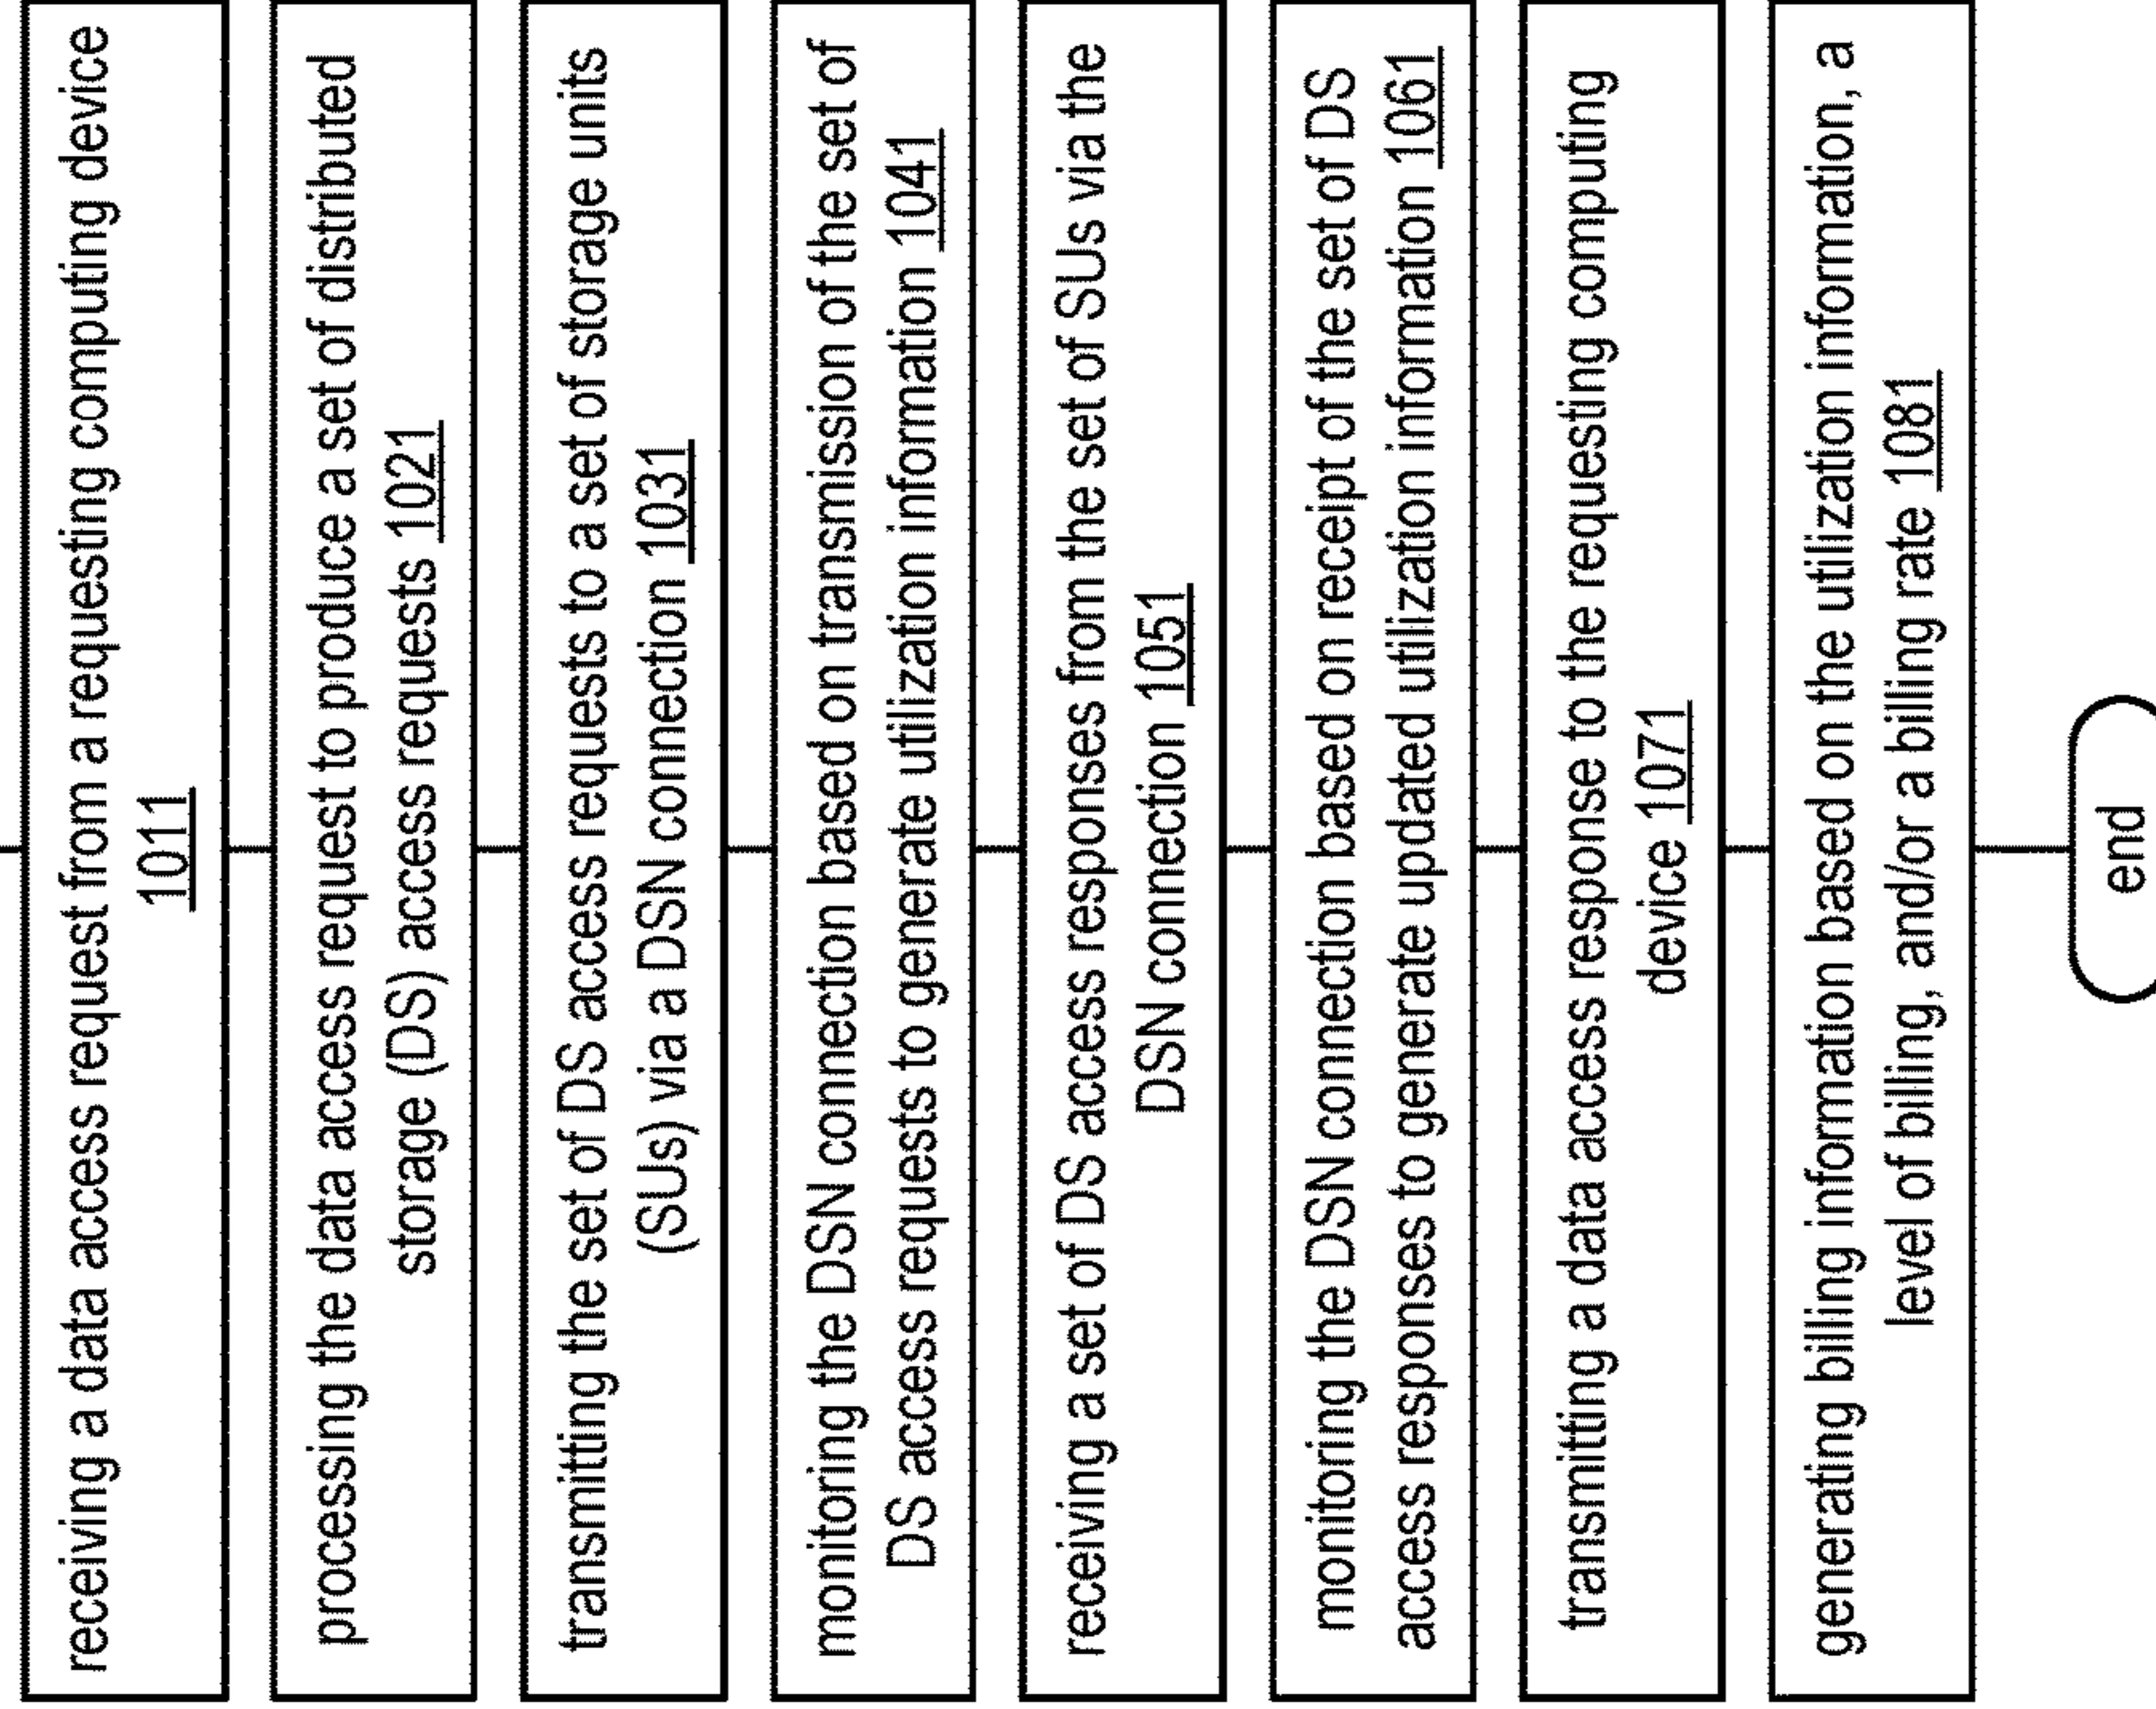 receiving a data access request from a requesting computing device
1011
processing the data access request to produce a set of distributed
storage (DS) access requests 1021
transmitting the set of DS access requests to a set of storage units
(SUs) via a DSN connection 1031
monitoring the DSN connection based on transmission of the set of
DS access requests to generate utilization information 1041
receiving a set of DS access responses from the set of SUs via the
DSN connection 1051
monitoring the DSN connection based on receipt of the set of DS
access responses to generate updated utilization information 1061
transmitting a data access response to the requesting computing
device 1071
generating billing information based on the utilization information, a
level of billing, and/or a billing rate 1081
end